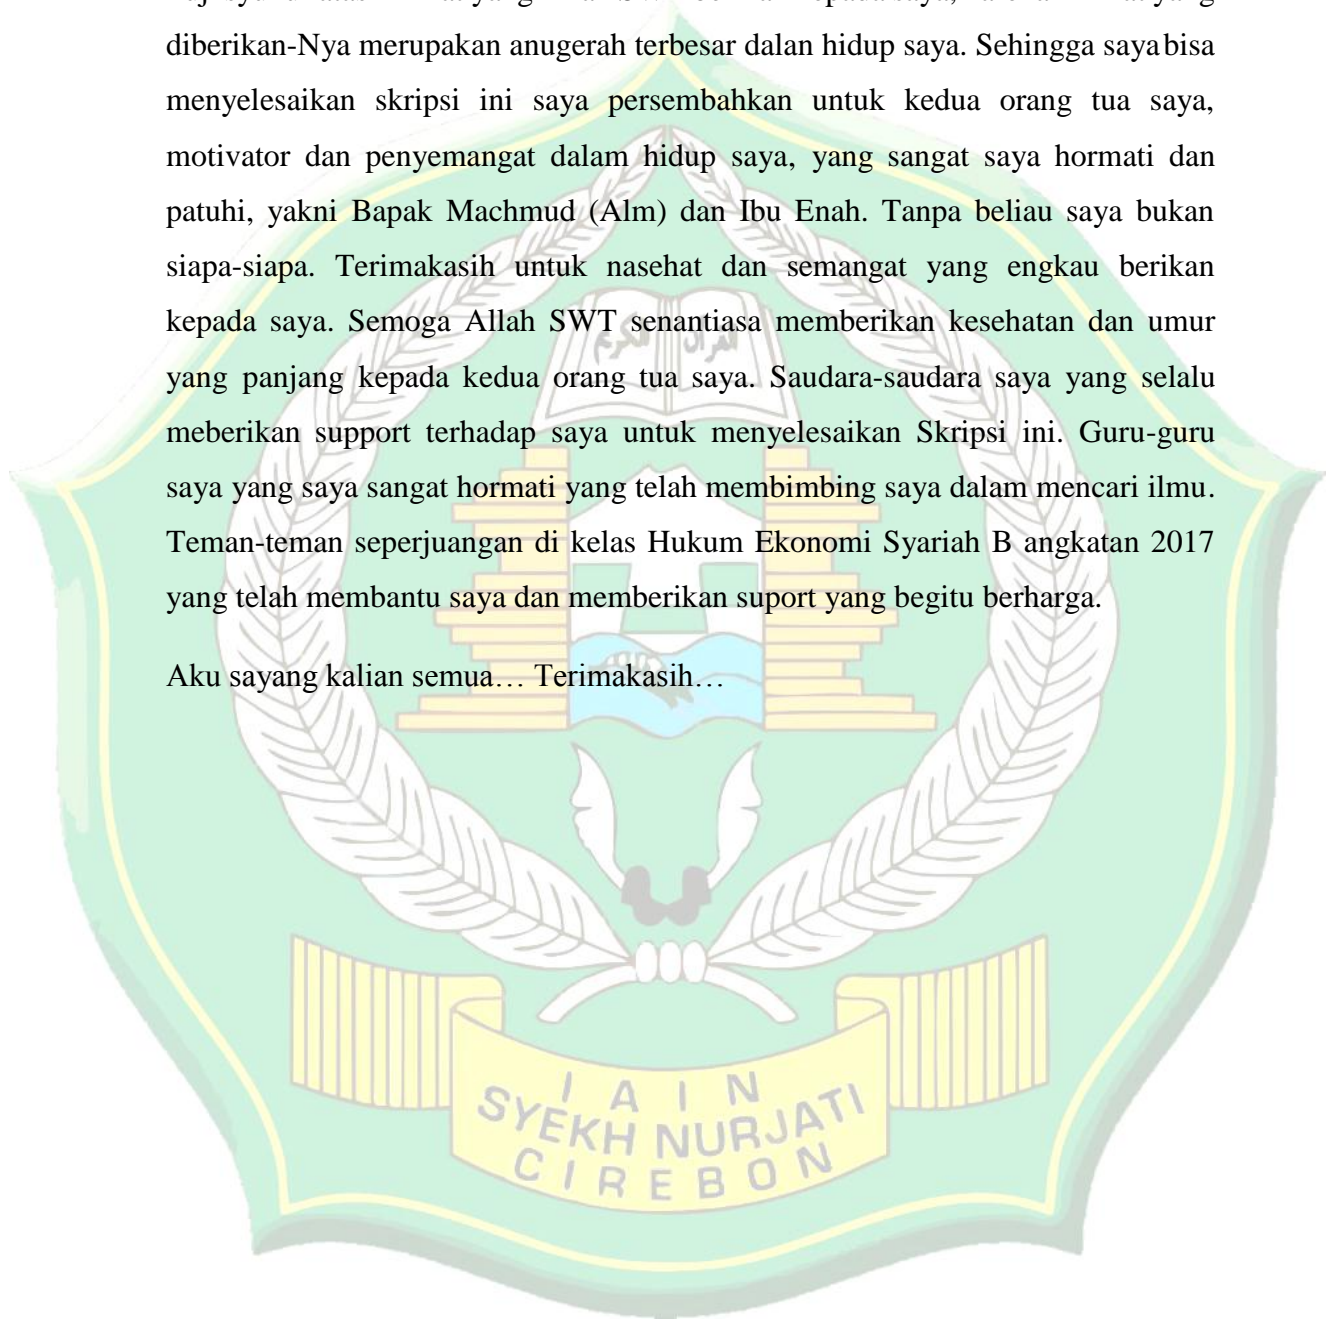 diberikan-Nya merupakan anugerah terbesar dalan hidup saya. Sehingga saya bisa
menyelesaikan skripsi ini saya persembahkan untuk kedua orang tua saya,
motivator dan penyemangat dalam hidup saya, yang sangat saya hormati dan
patuhi, yakni Bapak Machmud (Alm) dan Ibu Enah. Tanpa beliau saya bukan
siapa-siapa. Terimakasih untuk nasehat dan semangat yang engkau berikan
kepada saya. Semoga Allah SWT senantiasa memberikan kesehatan dan umur
yang panjang kepada kedua orang tua saya. Saudara-saudara saya yang selalu
meberikan support terhadap saya untuk menyelesaikan Skripsi ini. Guru-guru
saya yang saya sangat hormati yang telah membimbing saya dalam mencari ilmu.
Teman-teman seperjuangan di kelas Hukum Ekonomi Syariah B angkatan 2017
yang telah membantu saya dan memberikan suport yang begitu berharga.
Aku sayang kalian semua… Terimakasih…
القرآن الكريم
IAIN
SYEKH NURJATI
CIREBON